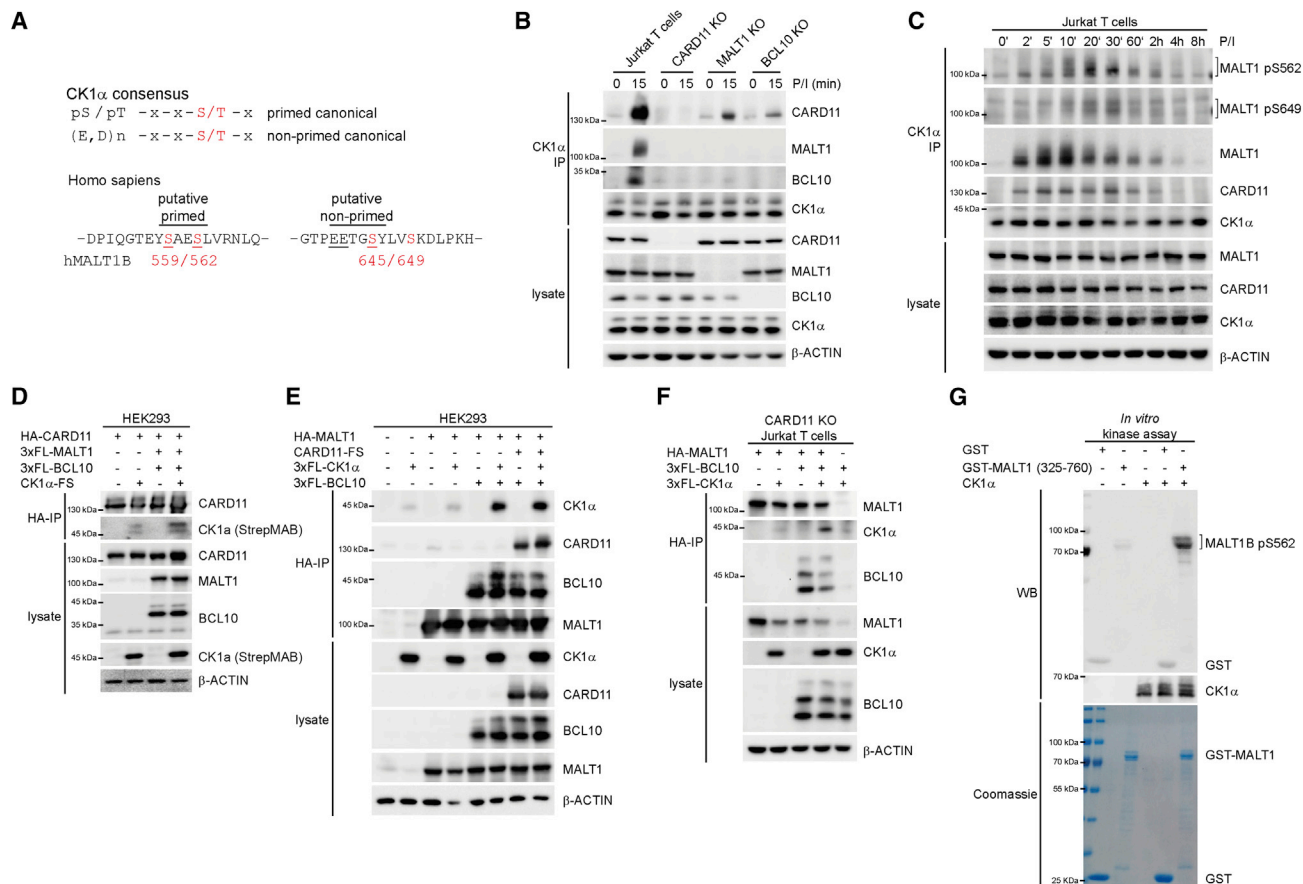 A
CK1α consensus
pS / pT -x-x-S/T -x primed canonical
(E,D)n -x-x-S/T -x non-primed canonical
Homo sapiens
putative primed
putative non-primed
-DPIQGTEYSAESLVRNLQ- -GTPEETGSYLVSKDLPKH-
hMALT1B 559/562 645/649
B
Jurkat T cells CARD11 KO MALT1 KO BCL10 KO
0 15 0 15 0 15 0 15 P/I (min)
CK1α IP
130 kDa CARD11
100 kDa MALT1
35 kDa BCL10
CK1α
lysate
CARD11
MALT1
BCL10
CK1α
β-ACTIN
C
Jurkat T cells
0' 2' 5' 10' 20' 30' 60' 2h 4h 8h P/I
CK1α IP
100 kDa MALT1 pS562
100 kDa MALT1 pS649
100 kDa MALT1
130 kDa CARD11
45 kDa CK1α
lysate
MALT1
CARD11
CK1α
β-ACTIN
D
HEK293
HA-CARD11 + + + +
3xFL-MALT1 - - + +
3xFL-BCL10 - - + +
CK1α-FS - + - +
HA-IP
130 kDa CARD11
45 kDa CK1a (StrepMAB)
lysate
130 kDa CARD11
100 kDa MALT1
35 kDa BCL10
45 kDa CK1a (StrepMAB)
β-ACTIN
E
HEK293
HA-MALT1 - - + + + + + +
CARD11-FS - - - - - - + +
3xFL-CK1α - + - + - + - +
3xFL-BCL10 - - - - + + + +
HA-IP
45 kDa CK1α
130 kDa CARD11
45 kDa BCL10
100 kDa MALT1
lysate
CK1α
CARD11
BCL10
MALT1
β-ACTIN
F
CARD11 KO
Jurkat T cells
HA-MALT1 + + + + -
3xFL-BCL10 - - + + +
3xFL-CK1α - + - + +
HA-IP
100 kDa MALT1
45 kDa CK1α
45 kDa BCL10
lysate
MALT1
CK1α
BCL10
β-ACTIN
G
In vitro
kinase assay
GST + - - + -
GST-MALT1 (325-760) - + - - +
CK1α - - + + +
WB
100 kDa
70 kDa
MALT1B pS562
55 kDa
GST
70 kDa
CK1α
Coomassie
100 kDa
70 kDa
GST-MALT1
55 kDa
25 KDa GST